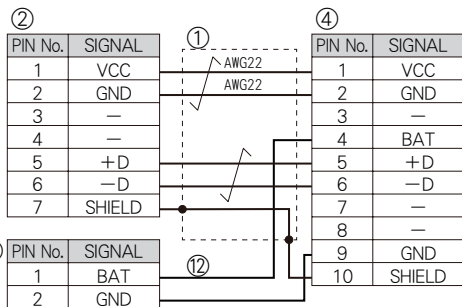 ②
PIN No. SIGNAL
1 VCC
2 GND
3 −
4 −
5 +D
6 −D
7 SHIELD
①
AWG22
AWG22
④
PIN No. SIGNAL
1 VCC
2 GND
3 −
4 BAT
5 +D
6 −D
7 −
8 −
9 GND
10 SHIELD
PIN No. SIGNAL
1 BAT
2 GND
⑫